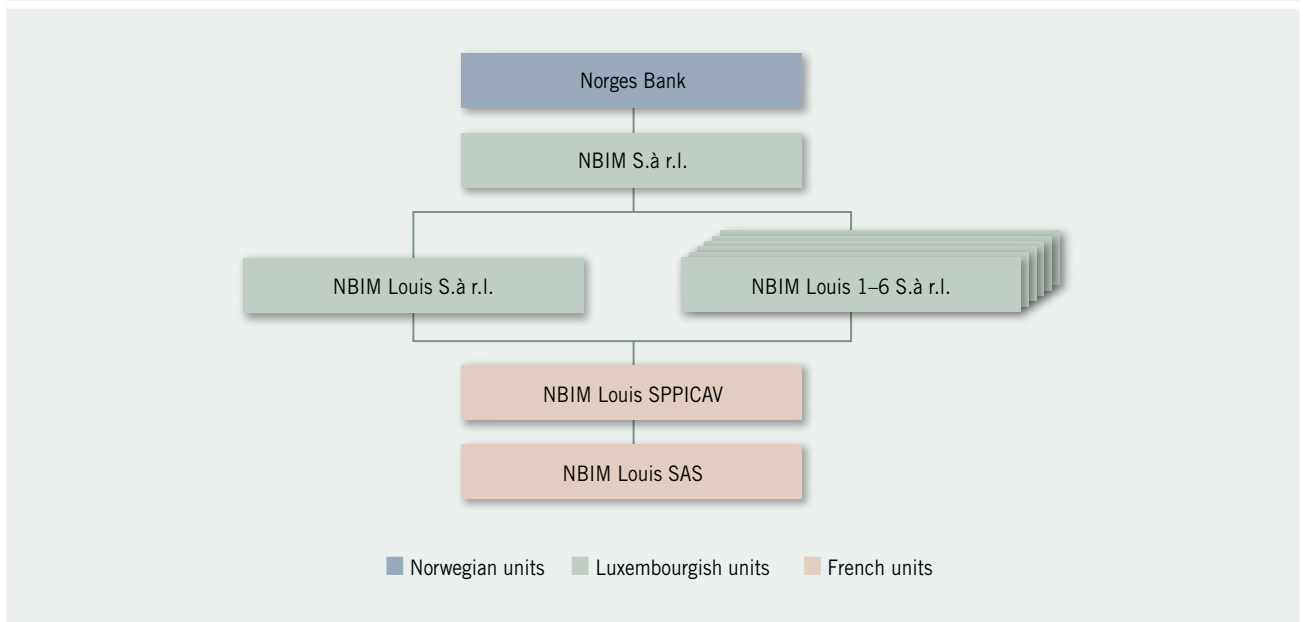 Norges Bank
NBIM S.à r.l.
NBIM Louis S.à r.l.
NBIM Louis 1–6 S.à r.l.
NBIM Louis SPPICAV
NBIM Louis SAS
Norwegian units
Luxembourgish units
French units